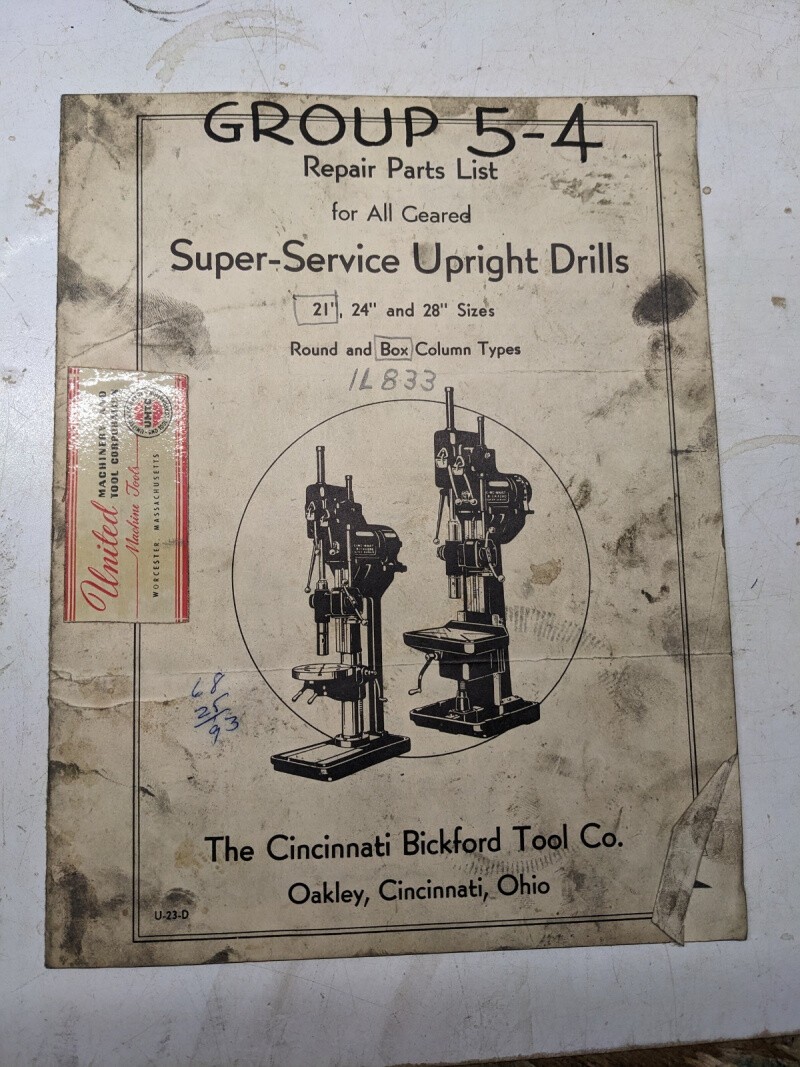 GROUP 5-4
Repair Parts List
for All Geared
Super-Service Upright Drills
21", 24" and 28" Sizes
Round and Box Column Types
1L833
United
MACHINERY AND
TOOL CORPORATION
Machine Tools
WORCESTER, MASSACHUSETTS
UMTC
68
25
93
The Cincinnati Bickford Tool Co.
Oakley, Cincinnati, Ohio
U-23-D